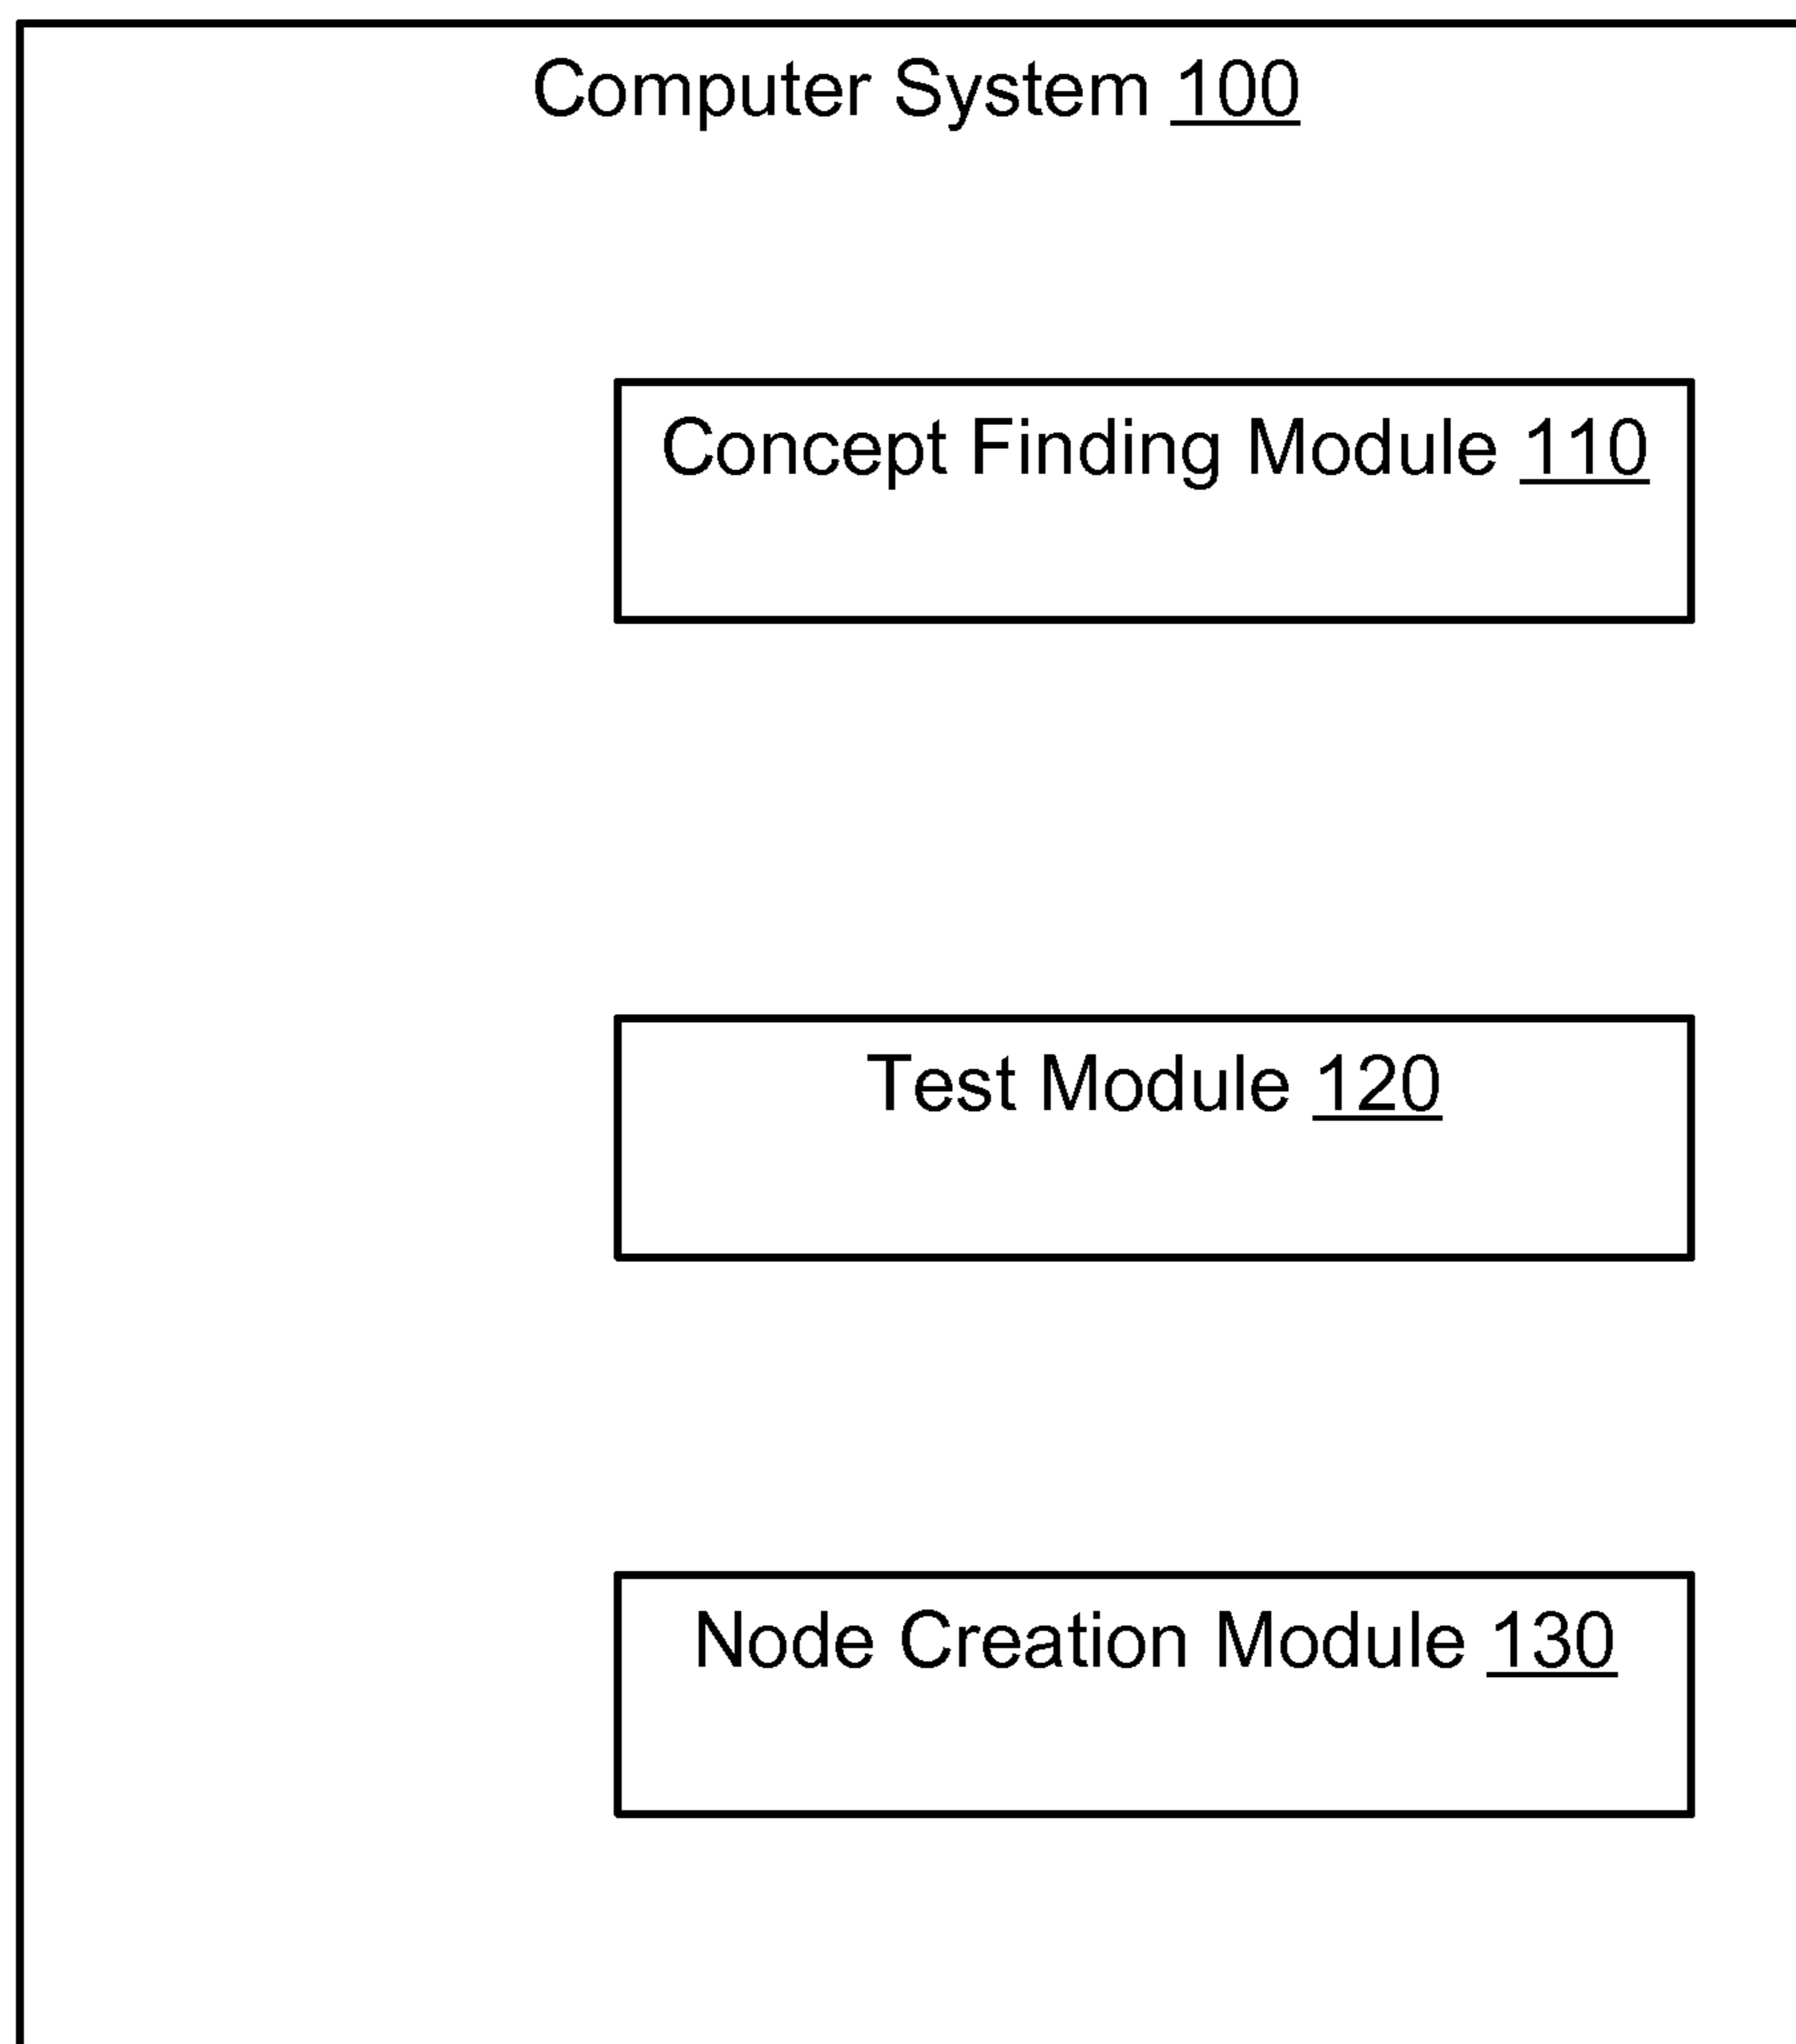 Computer System 100
Concept Finding Module 110
Test Module 120
Node Creation Module 130